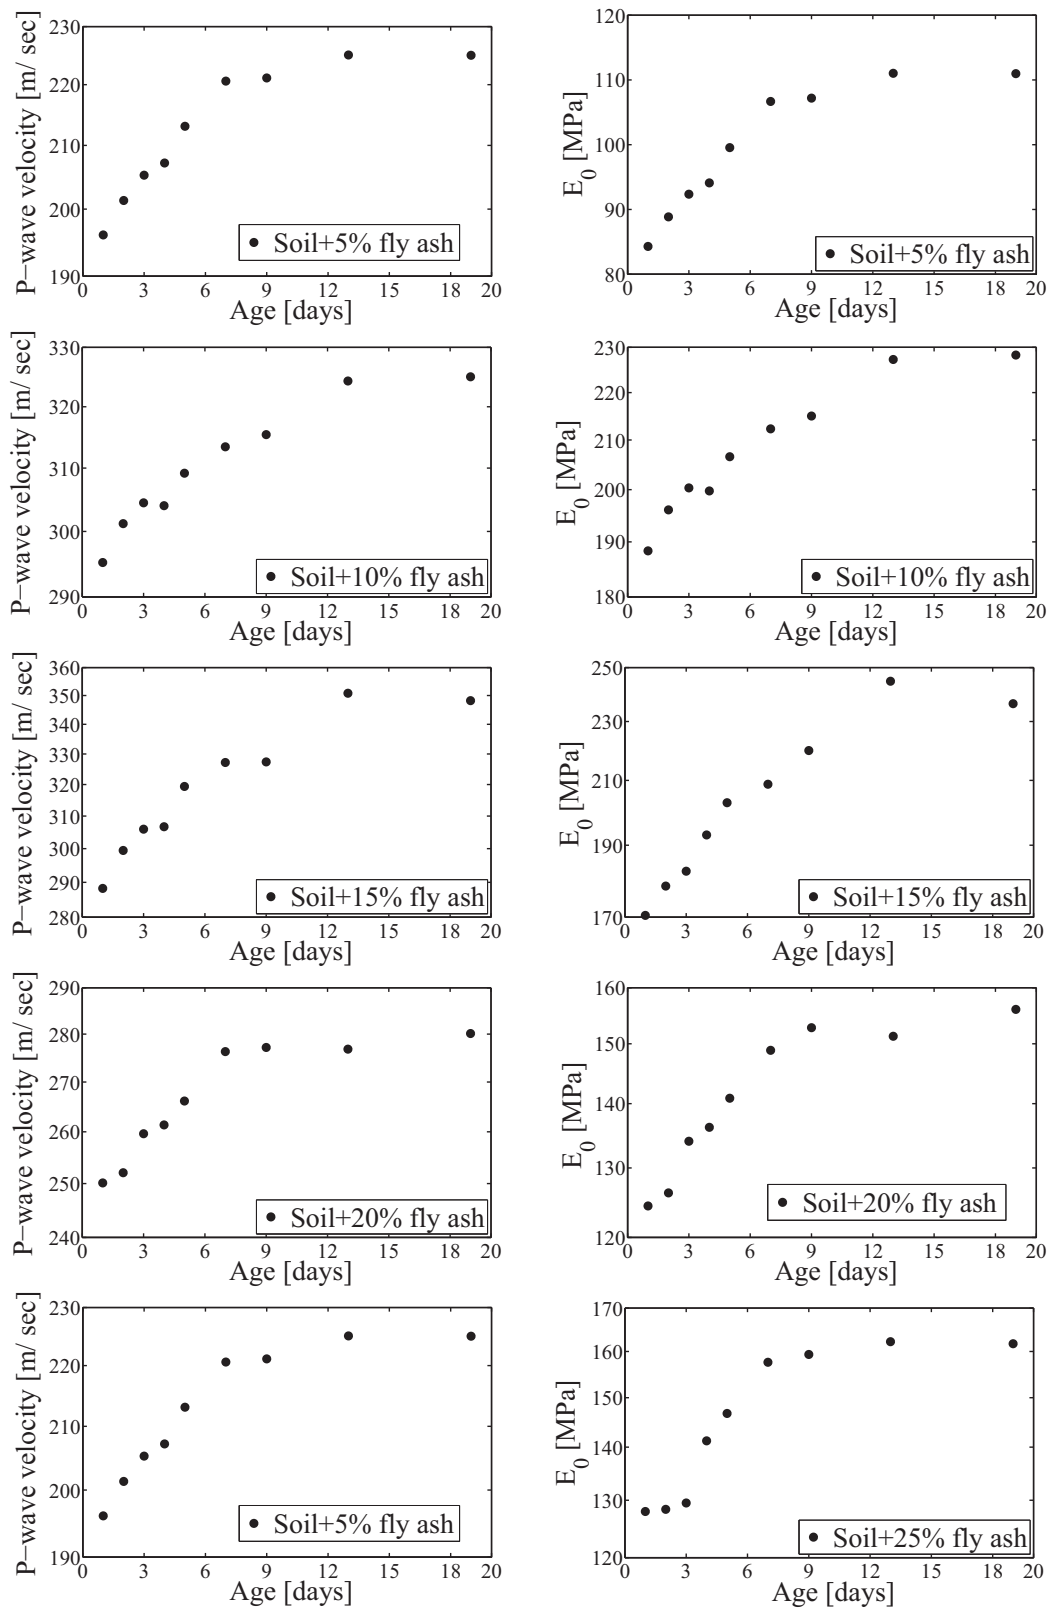 P−wave velocity [m/ sec]
230
220
210
200
190
Soil+5% fly ash
0 3 6 9 12 15 18 20
Age [days]
E0 [MPa]
120
110
100
90
80
Soil+5% fly ash
0 3 6 9 12 15 18 20
Age [days]
P−wave velocity [m/ sec]
330
320
310
300
290
Soil+10% fly ash
0 3 6 9 12 15 18 20
Age [days]
E0 [MPa]
230
220
210
200
190
180
Soil+10% fly ash
0 3 6 9 12 15 18 20
Age [days]
P−wave velocity [m/ sec]
360
350
340
330
320
310
300
290
280
Soil+15% fly ash
0 3 6 9 12 15 18 20
Age [days]
E0 [MPa]
250
230
210
190
170
Soil+15% fly ash
0 3 6 9 12 15 18 20
Age [days]
P−wave velocity [m/ sec]
290
280
270
260
250
240
Soil+20% fly ash
0 3 6 9 12 15 18 20
Age [days]
E0 [MPa]
160
150
140
130
120
Soil+20% fly ash
0 3 6 9 12 15 18 20
Age [days]
P−wave velocity [m/ sec]
230
220
210
200
190
Soil+5% fly ash
0 3 6 9 12 15 18 20
Age [days]
E0 [MPa]
170
160
150
140
130
120
Soil+25% fly ash
0 3 6 9 12 15 18 20
Age [days]